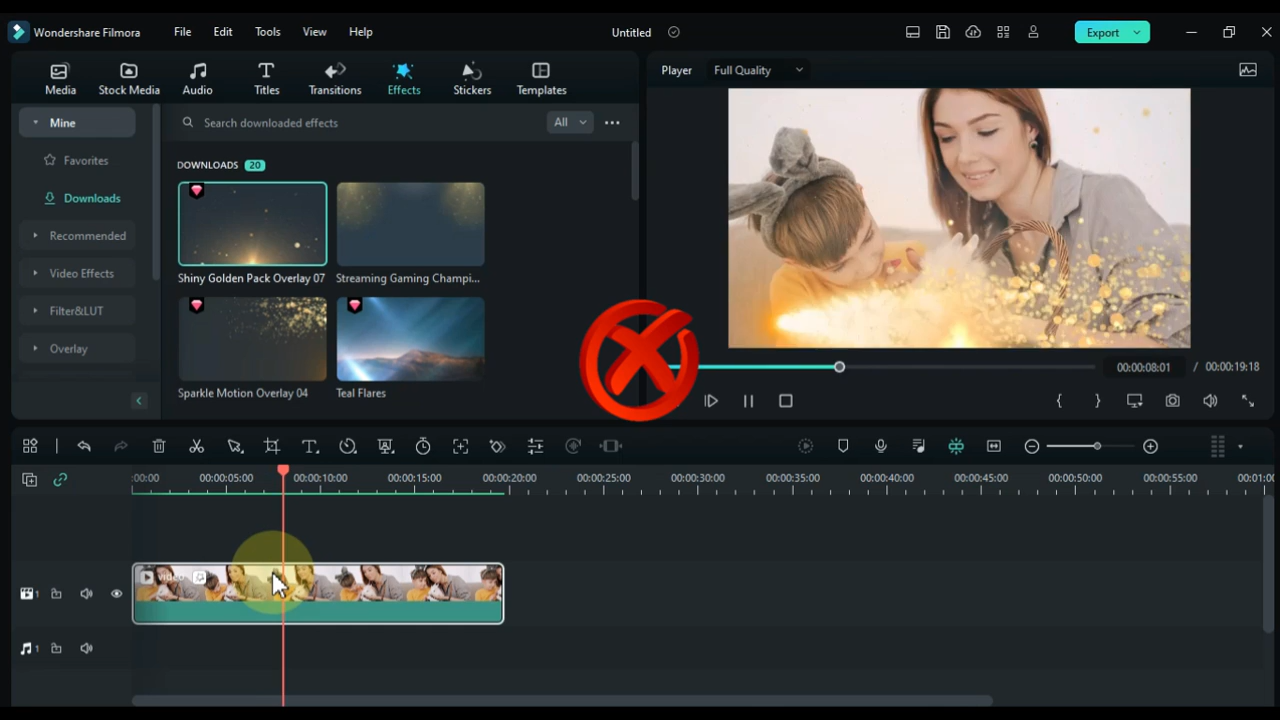 Wondershare Filmora File Edit Tools View Help Untitled Export
Media Stock Media Audio Titles Transitions Effects Stickers Templates
Player Full Quality
Mine
Favorites
Downloads
Recommended
Video Effects
Filter&LUT
Overlay
Search downloaded effects All
DOWNLOADS 20
Shiny Golden Pack Overlay 07 Streaming Gaming Champi...
Sparkle Motion Overlay 04 Teal Flares
00:00:08:01 / 00:00:19:18
:00:00 00:00:05:00 00:00:10:00 00:00:15:00 00:00:20:00 00:00:25:00 00:00:30:00 00:00:35:00 00:00:40:00 00:00:45:00 00:00:50:00 00:00:55:00 00:01:00
video
1
1